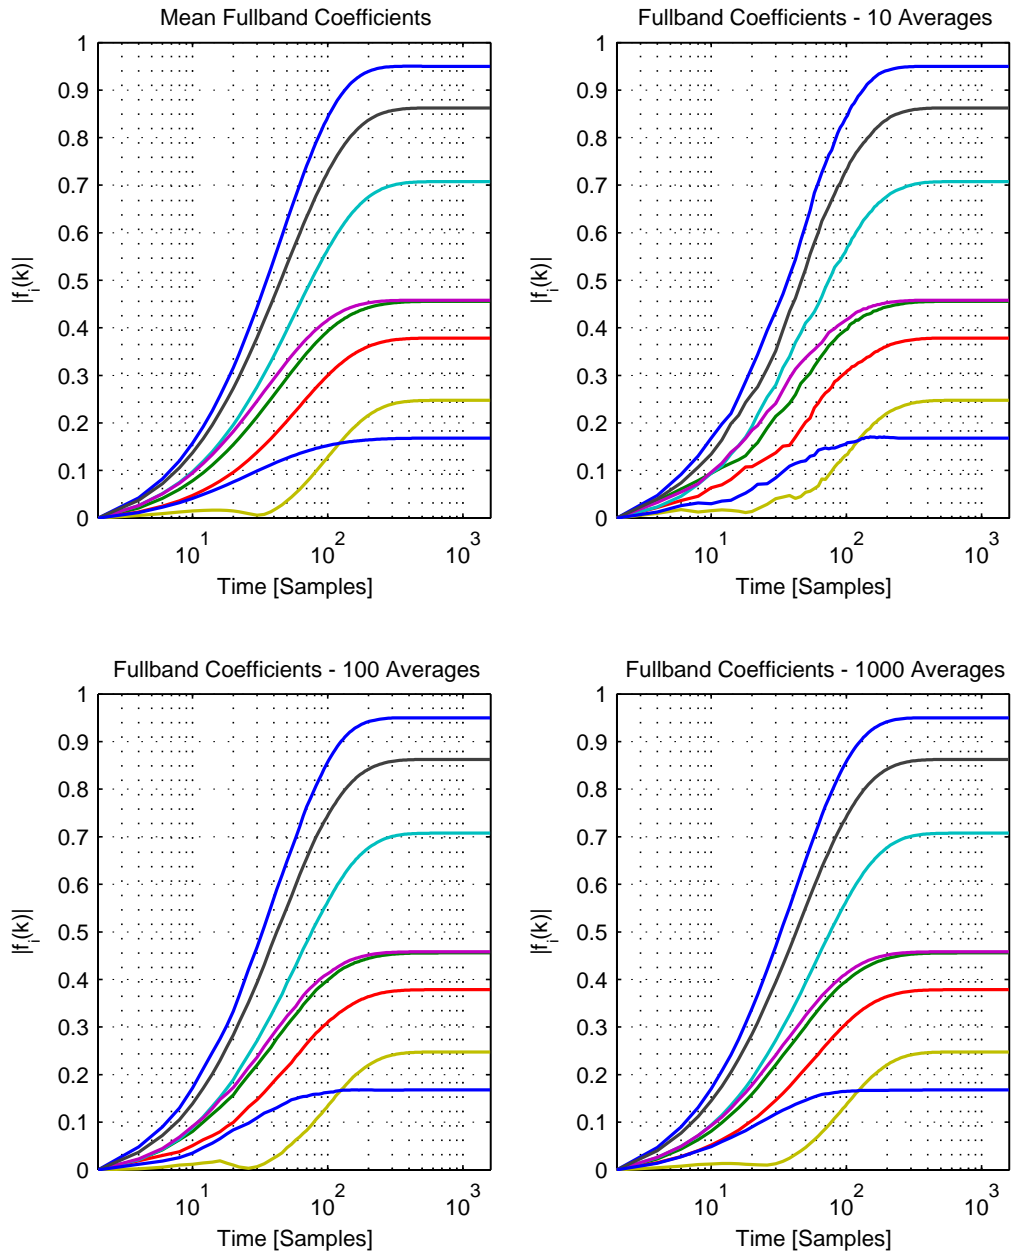 Mean Fullband Coefficients
1
0.9
0.8
0.7
0.6
0.5
0.4
0.3
0.2
0.1
0
|f_i(k)|
10^1 10^2 10^3
Time [Samples]
Fullband Coefficients - 10 Averages
1
0.9
0.8
0.7
0.6
0.5
0.4
0.3
0.2
0.1
0
|f_i(k)|
10^1 10^2 10^3
Time [Samples]
Fullband Coefficients - 100 Averages
1
0.9
0.8
0.7
0.6
0.5
0.4
0.3
0.2
0.1
0
|f_i(k)|
10^1 10^2 10^3
Time [Samples]
Fullband Coefficients - 1000 Averages
1
0.9
0.8
0.7
0.6
0.5
0.4
0.3
0.2
0.1
0
|f_i(k)|
10^1 10^2 10^3
Time [Samples]